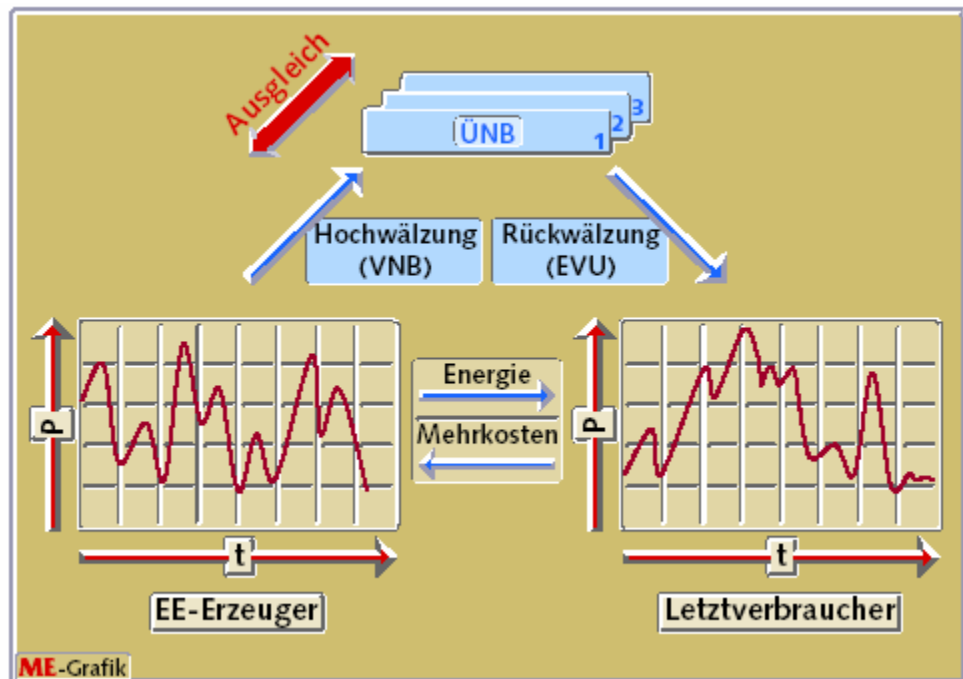 Ausgleich
ÜNB
1
2
3
Hochwälzung
(VNB)
Rückwälzung
(EVU)
P
t
EE-Erzeuger
Energie
Mehrkosten
P
t
Letztverbraucher
ME-Grafik